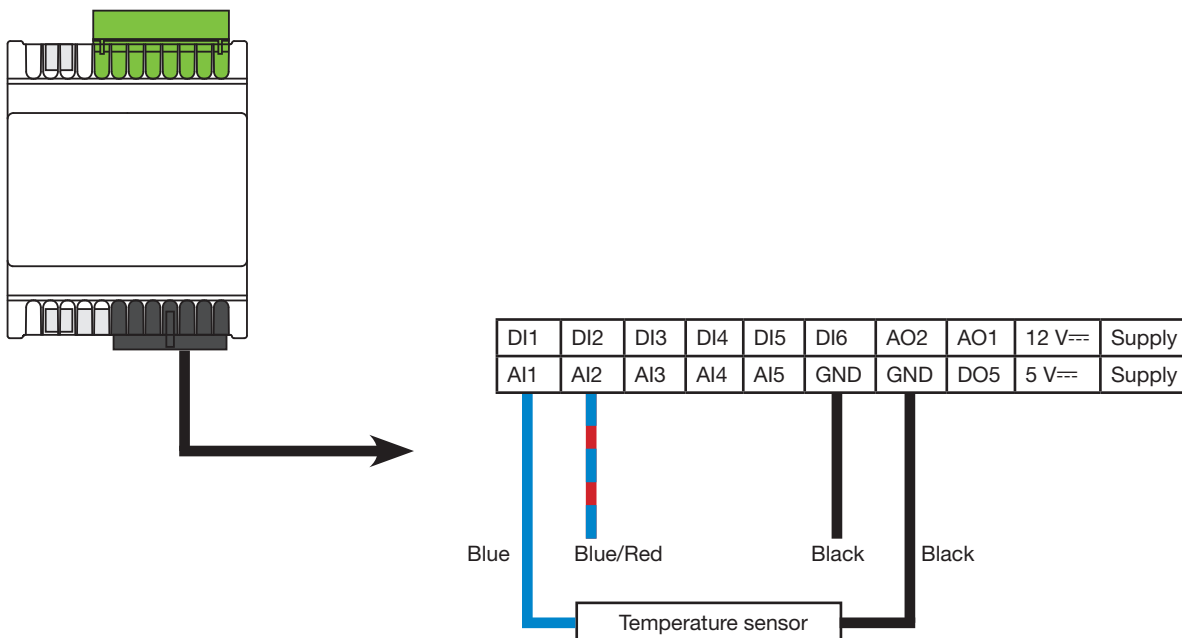 DI1 DI2 DI3 DI4 DI5 DI6 AO2 AO1 12 V⎓ Supply
AI1 AI2 AI3 AI4 AI5 GND GND DO5 5 V⎓ Supply
Blue Blue/Red Black Black
Temperature sensor